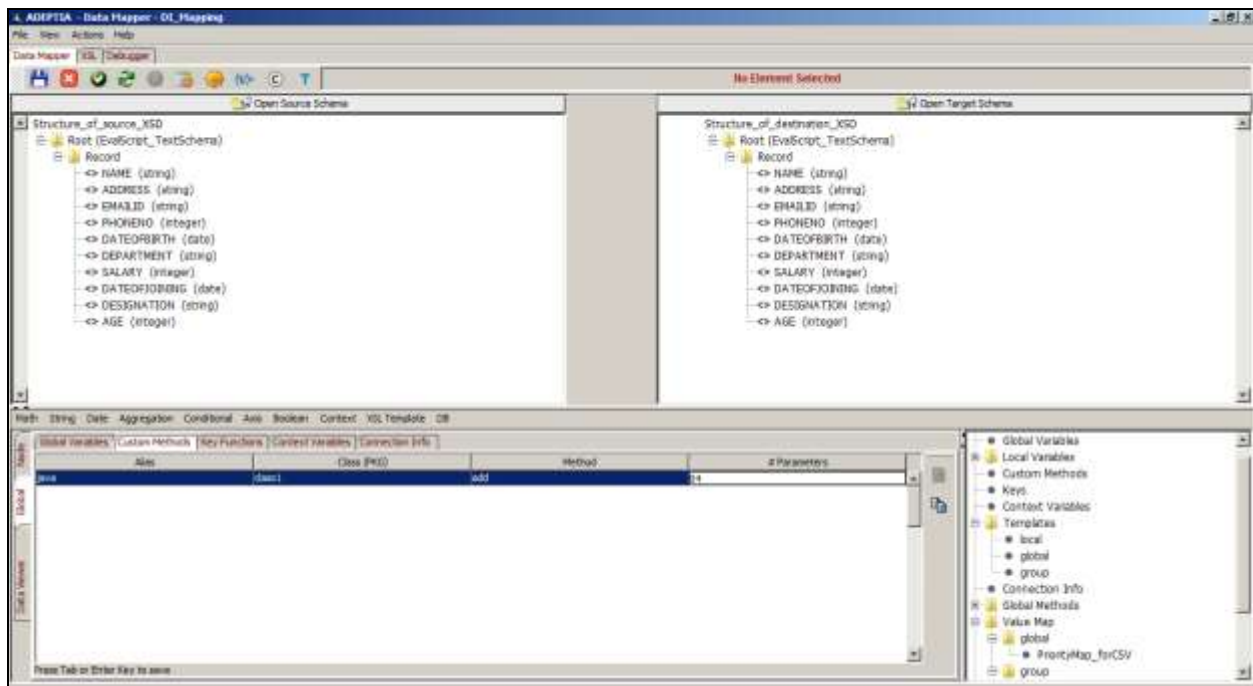 ADEPTIA - Data Mapper - DI_Mapping
File View Actions Help
Data Mapper XSL Debugger
No Element Selected
Open Source Schema
Open Target Schema
Structure_of_source_XSD
Root (EvalScript_TextSchema)
Record
<> NAME (string)
<> ADDRESS (string)
<> EMAILID (string)
<> PHONENO (integer)
<> DATEOFBIRTH (date)
<> DEPARTMENT (string)
<> SALARY (integer)
<> DATEOFJOINING (date)
<> DESIGNATION (string)
<> AGE (integer)
Structure_of_destination_XSD
Root (EvalScript_TextSchema)
Record
<> NAME (string)
<> ADDRESS (string)
<> EMAILID (string)
<> PHONENO (integer)
<> DATEOFBIRTH (date)
<> DEPARTMENT (string)
<> SALARY (integer)
<> DATEOFJOINING (date)
<> DESIGNATION (string)
<> AGE (integer)
Math String Date Aggregation Conditional Axis Boolean Context XSL Template DB
Node
Global
Data Viewer
Global Variables Custom Methods Key Functions Context Variables Connection Info
Alias Class (PKG) Method # Parameters
java class1 add
Press Tab or Enter Key to save
Global Variables
Local Variables
Custom Methods
Keys
Context Variables
Templates
local
global
group
Connection Info
Global Methods
Value Map
global
PriorityMap_forCSV
group